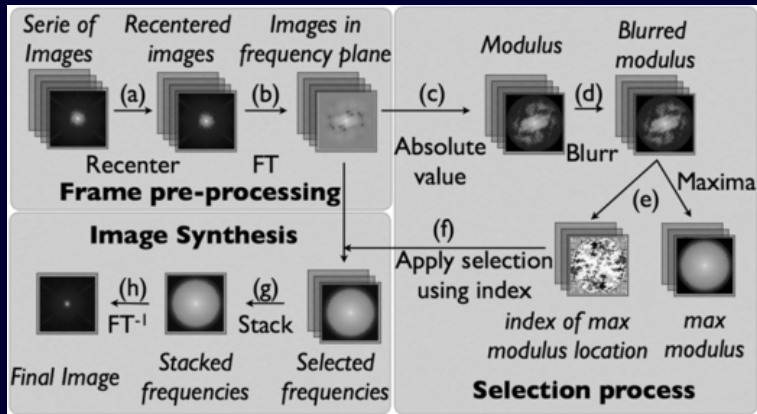 Serie of
Images
Recentered
images
Images in
frequency plane
(a)
(b)
Recenter
FT
Frame pre-processing
(c)
Absolute
value
Modulus
(d)
Blurr
Blurred
modulus
Maxima
(e)
index of max
modulus location
max
modulus
Selection process
(f)
Apply selection
using index
Image Synthesis
Selected
frequencies
(g)
Stack
Stacked
frequencies
(h)
FT-1
Final Image